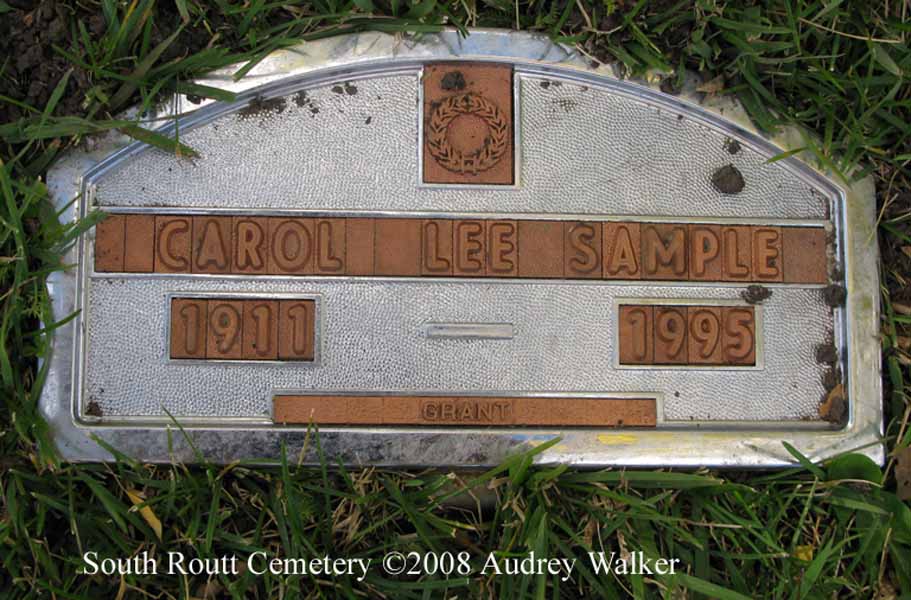 CAROL LEE SAMPLE
1911 — 1995
GRANT
South Routt Cemetery ©2008 Audrey Walker